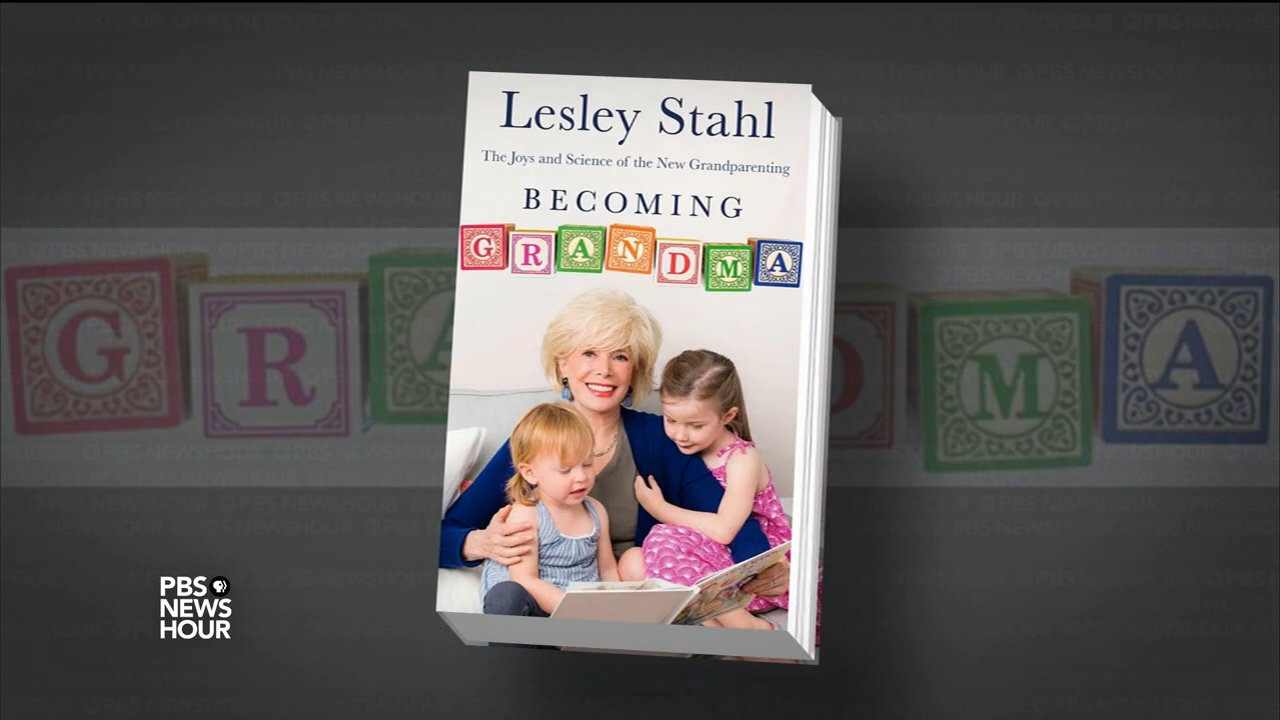 Lesley Stahl
The Joys and Science of the New Grandparenting
BECOMING
GRANDMA
G R A D M A
PBS
NEWS
HOUR